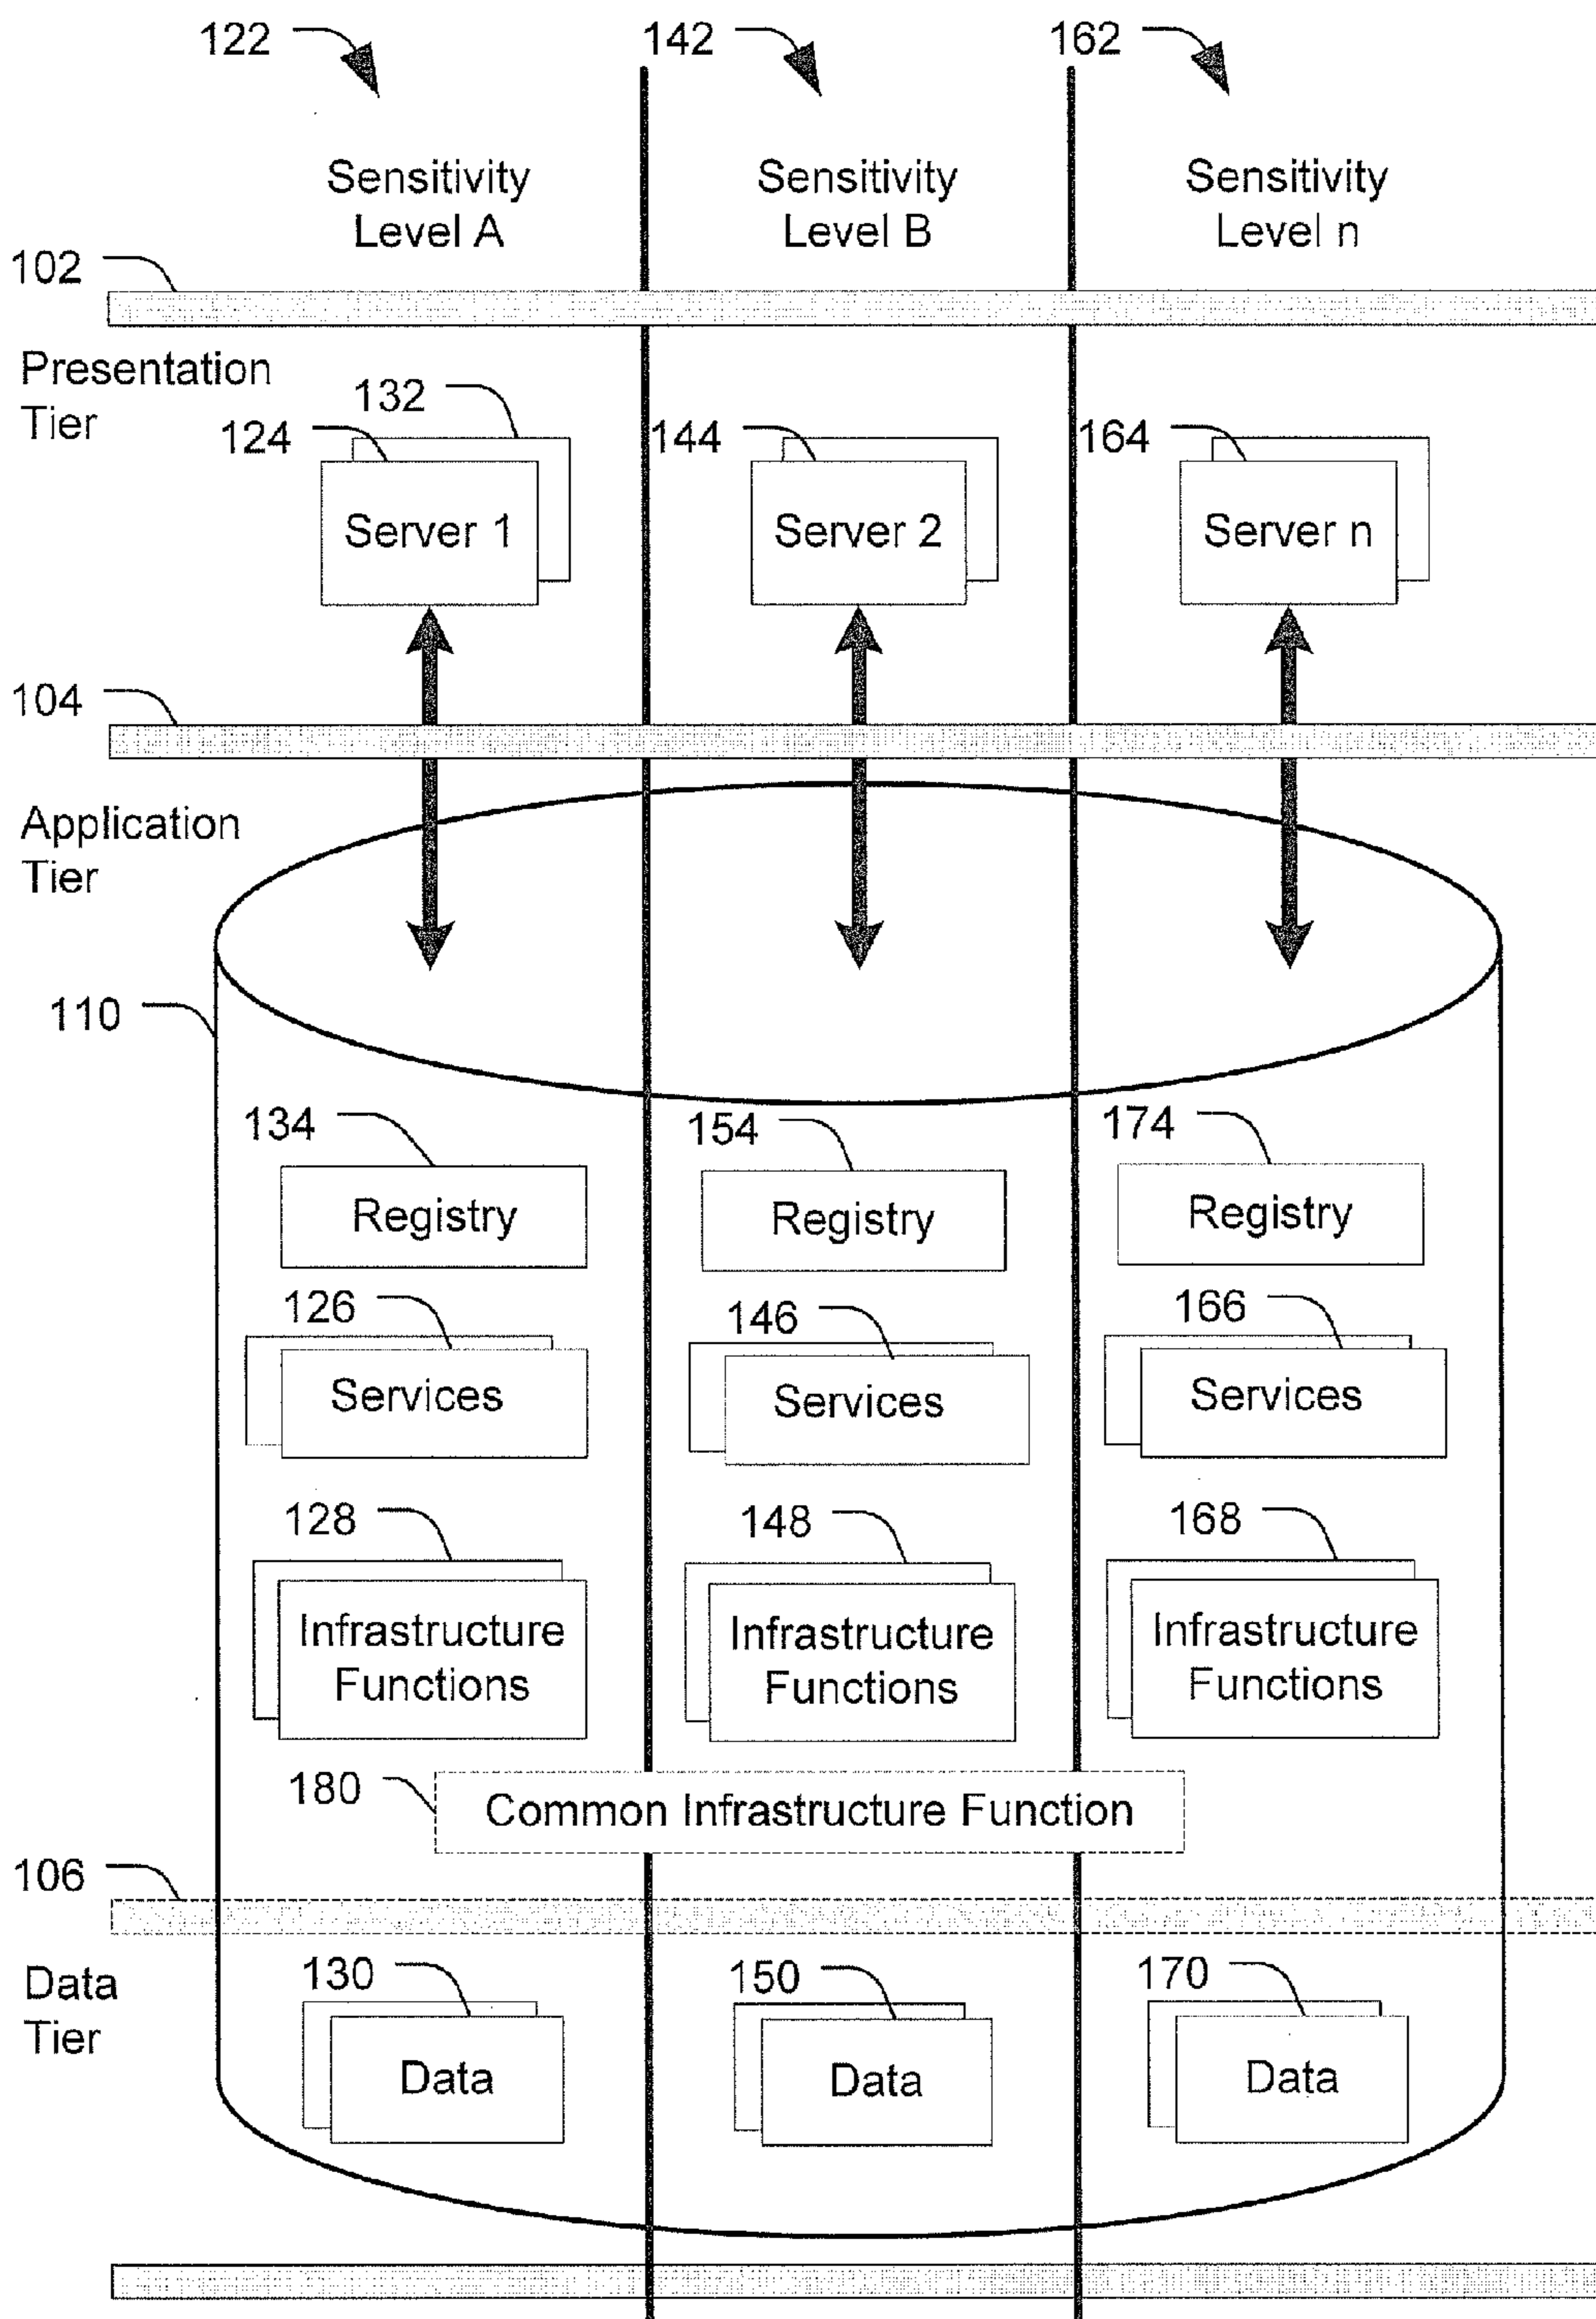 122
142
162
Sensitivity
Level A
Sensitivity
Level B
Sensitivity
Level n
102
Presentation
Tier
132
124
144
164
Server 1
Server 2
Server n
104
Application
Tier
110
134
154
174
Registry
Registry
Registry
126
146
166
Services
Services
Services
128
148
168
Infrastructure
Functions
Infrastructure
Functions
Infrastructure
Functions
180
Common Infrastructure Function
106
Data
Tier
130
150
170
Data
Data
Data